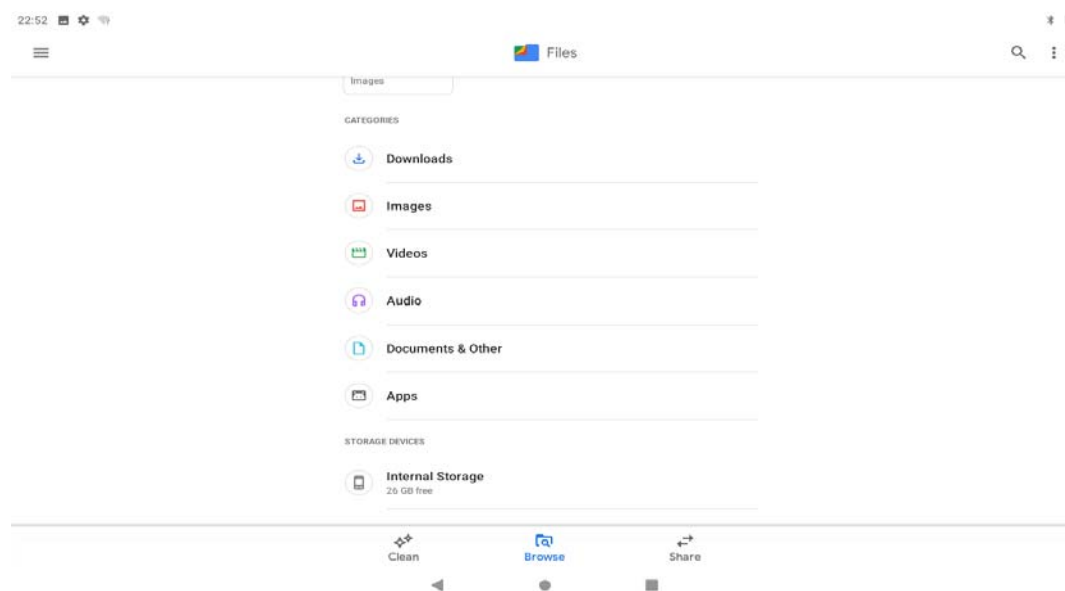 22:52
Files
Images
CATEGORIES
Downloads
Images
Videos
Audio
Documents & Other
Apps
STORAGE DEVICES
Internal Storage
26 GB free
Clean
Browse
Share